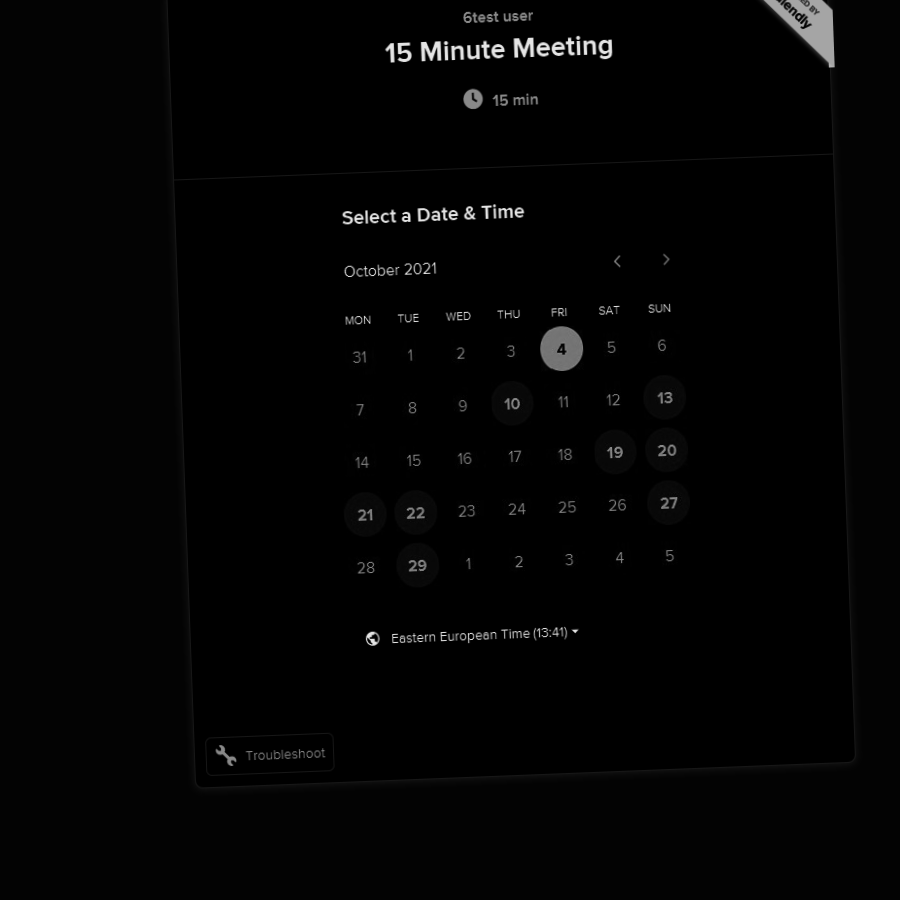 6test user
15 Minute Meeting
15 min
Select a Date & Time
October 2021
MON TUE WED THU FRI SAT SUN
31 1 2 3 4 5 6
7 8 9 10 11 12 13
14 15 16 17 18 19 20
21 22 23 24 25 26 27
28 29 1 2 3 4 5
Eastern European Time (13:41)
Troubleshoot